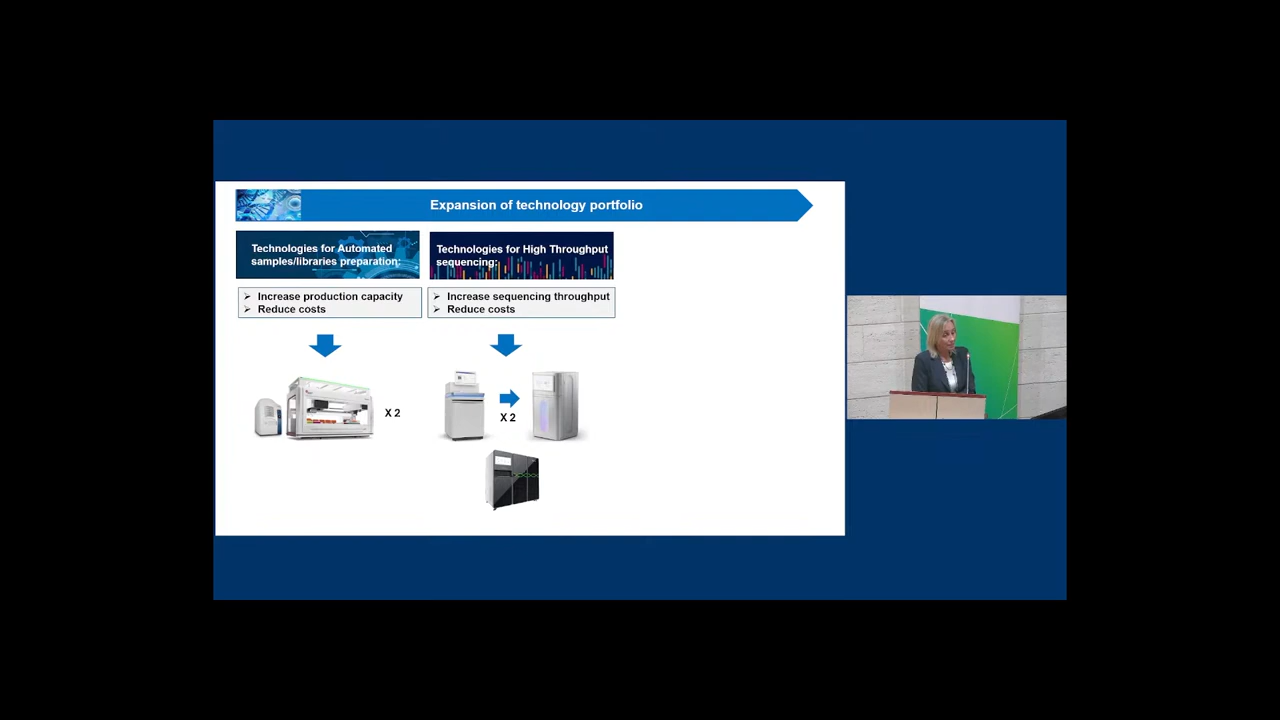 Expansion of technology portfolio
Technologies for Automated
samples/libraries preparation:
Technologies for High Throughput
sequencing:
➢ Increase production capacity
➢ Reduce costs
➢ Increase sequencing throughput
➢ Reduce costs
X 2
X 2